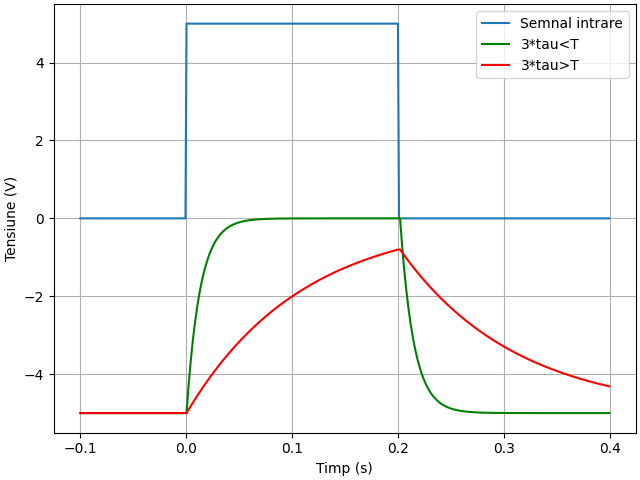 Semnal intrare
3*tau<T
3*tau>T
Tensiune (V)
4
2
0
−2
−4
−0.1
0.0
0.1
0.2
0.3
0.4
Timp (s)